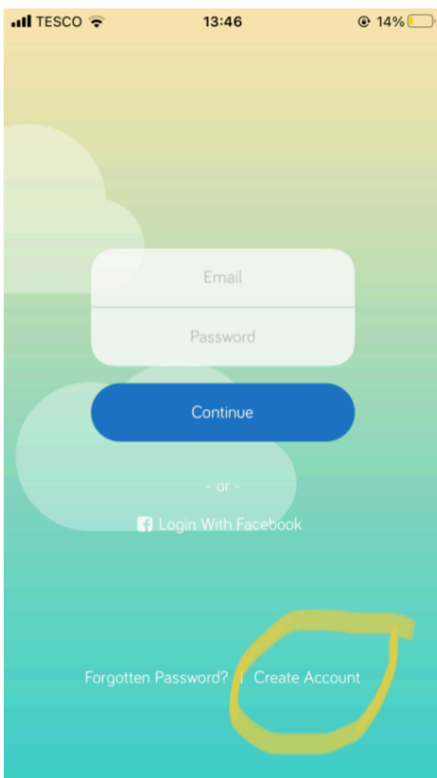 TESCO 13:46 14%
Email
Password
Continue
- or -
Login With Facebook
Forgotten Password? | Create Account